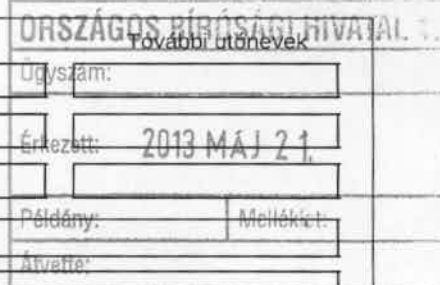 ORSZÁGOS BÍRÓSÁGI HIVATAL
További utónevek
Ügyszám:
Érkezett: 2013 MÁJ 21.
Példány: Melléklet:
Átvette: